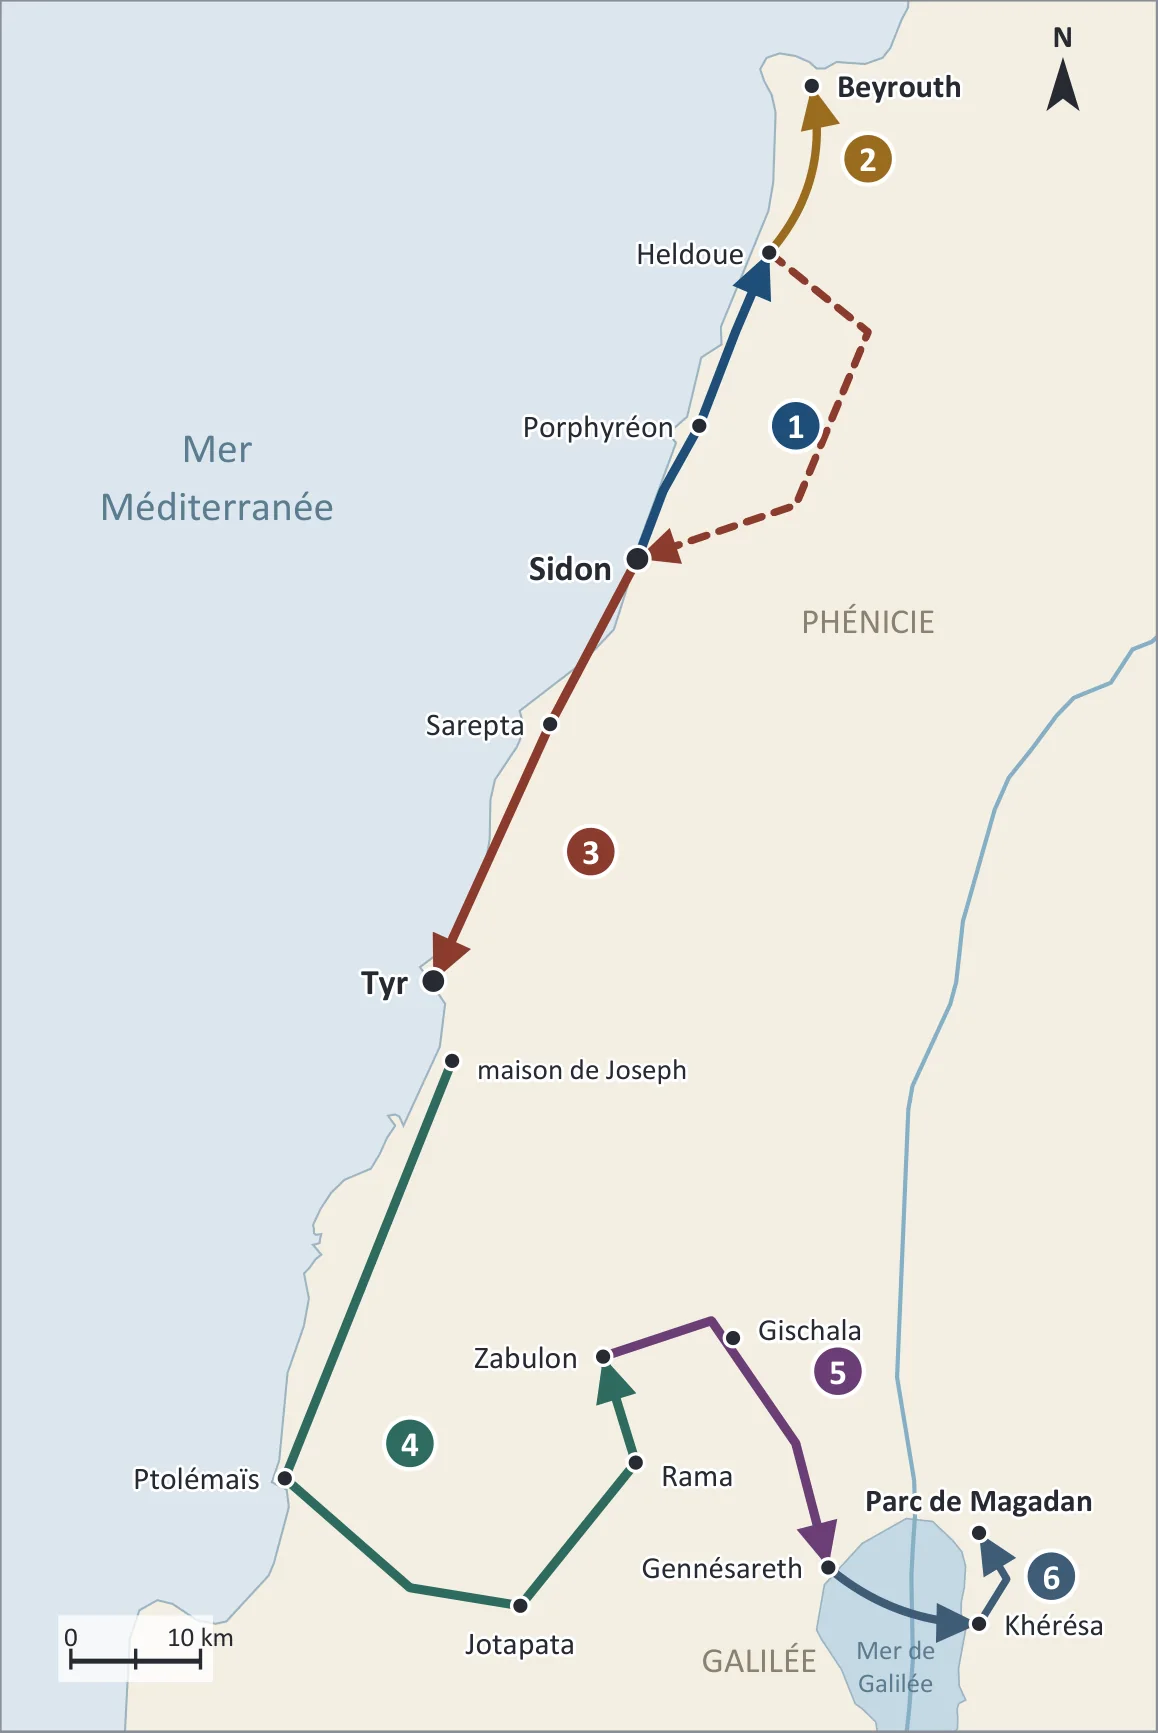 N
Beyrouth
2
Heldoue
Porphyréon
1
Mer
Méditerranée
Sidon
PHÉNICIE
Sarepta
3
Tyr
maison de Joseph
Gischala
Zabulon
5
4
Ptolémaïs
Rama
Parc de Magadan
Gennésareth
6
Khérésa
Jotapata
0 10 km
GALILÉE
Mer de
Galilée